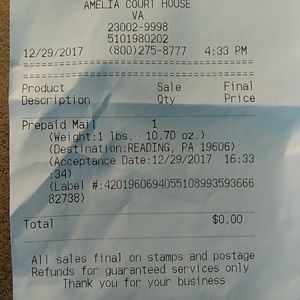 AMELIA COURT HOUSE
VA
23002-9998
5101980202
12/29/2017 (800)275-8777 4:33 PM
Product Sale Final
Description Qty Price
Prepaid Mail 1
(Weight:1 lbs. 10.70 oz.)
(Destination:READING, PA 19606)
(Acceptance Date:12/29/2017 16:33
:34)
(Label #:4201960694055108993593666
82738)
Total $0.00
All sales final on stamps and postage
Refunds for guaranteed services only
Thank you for your business